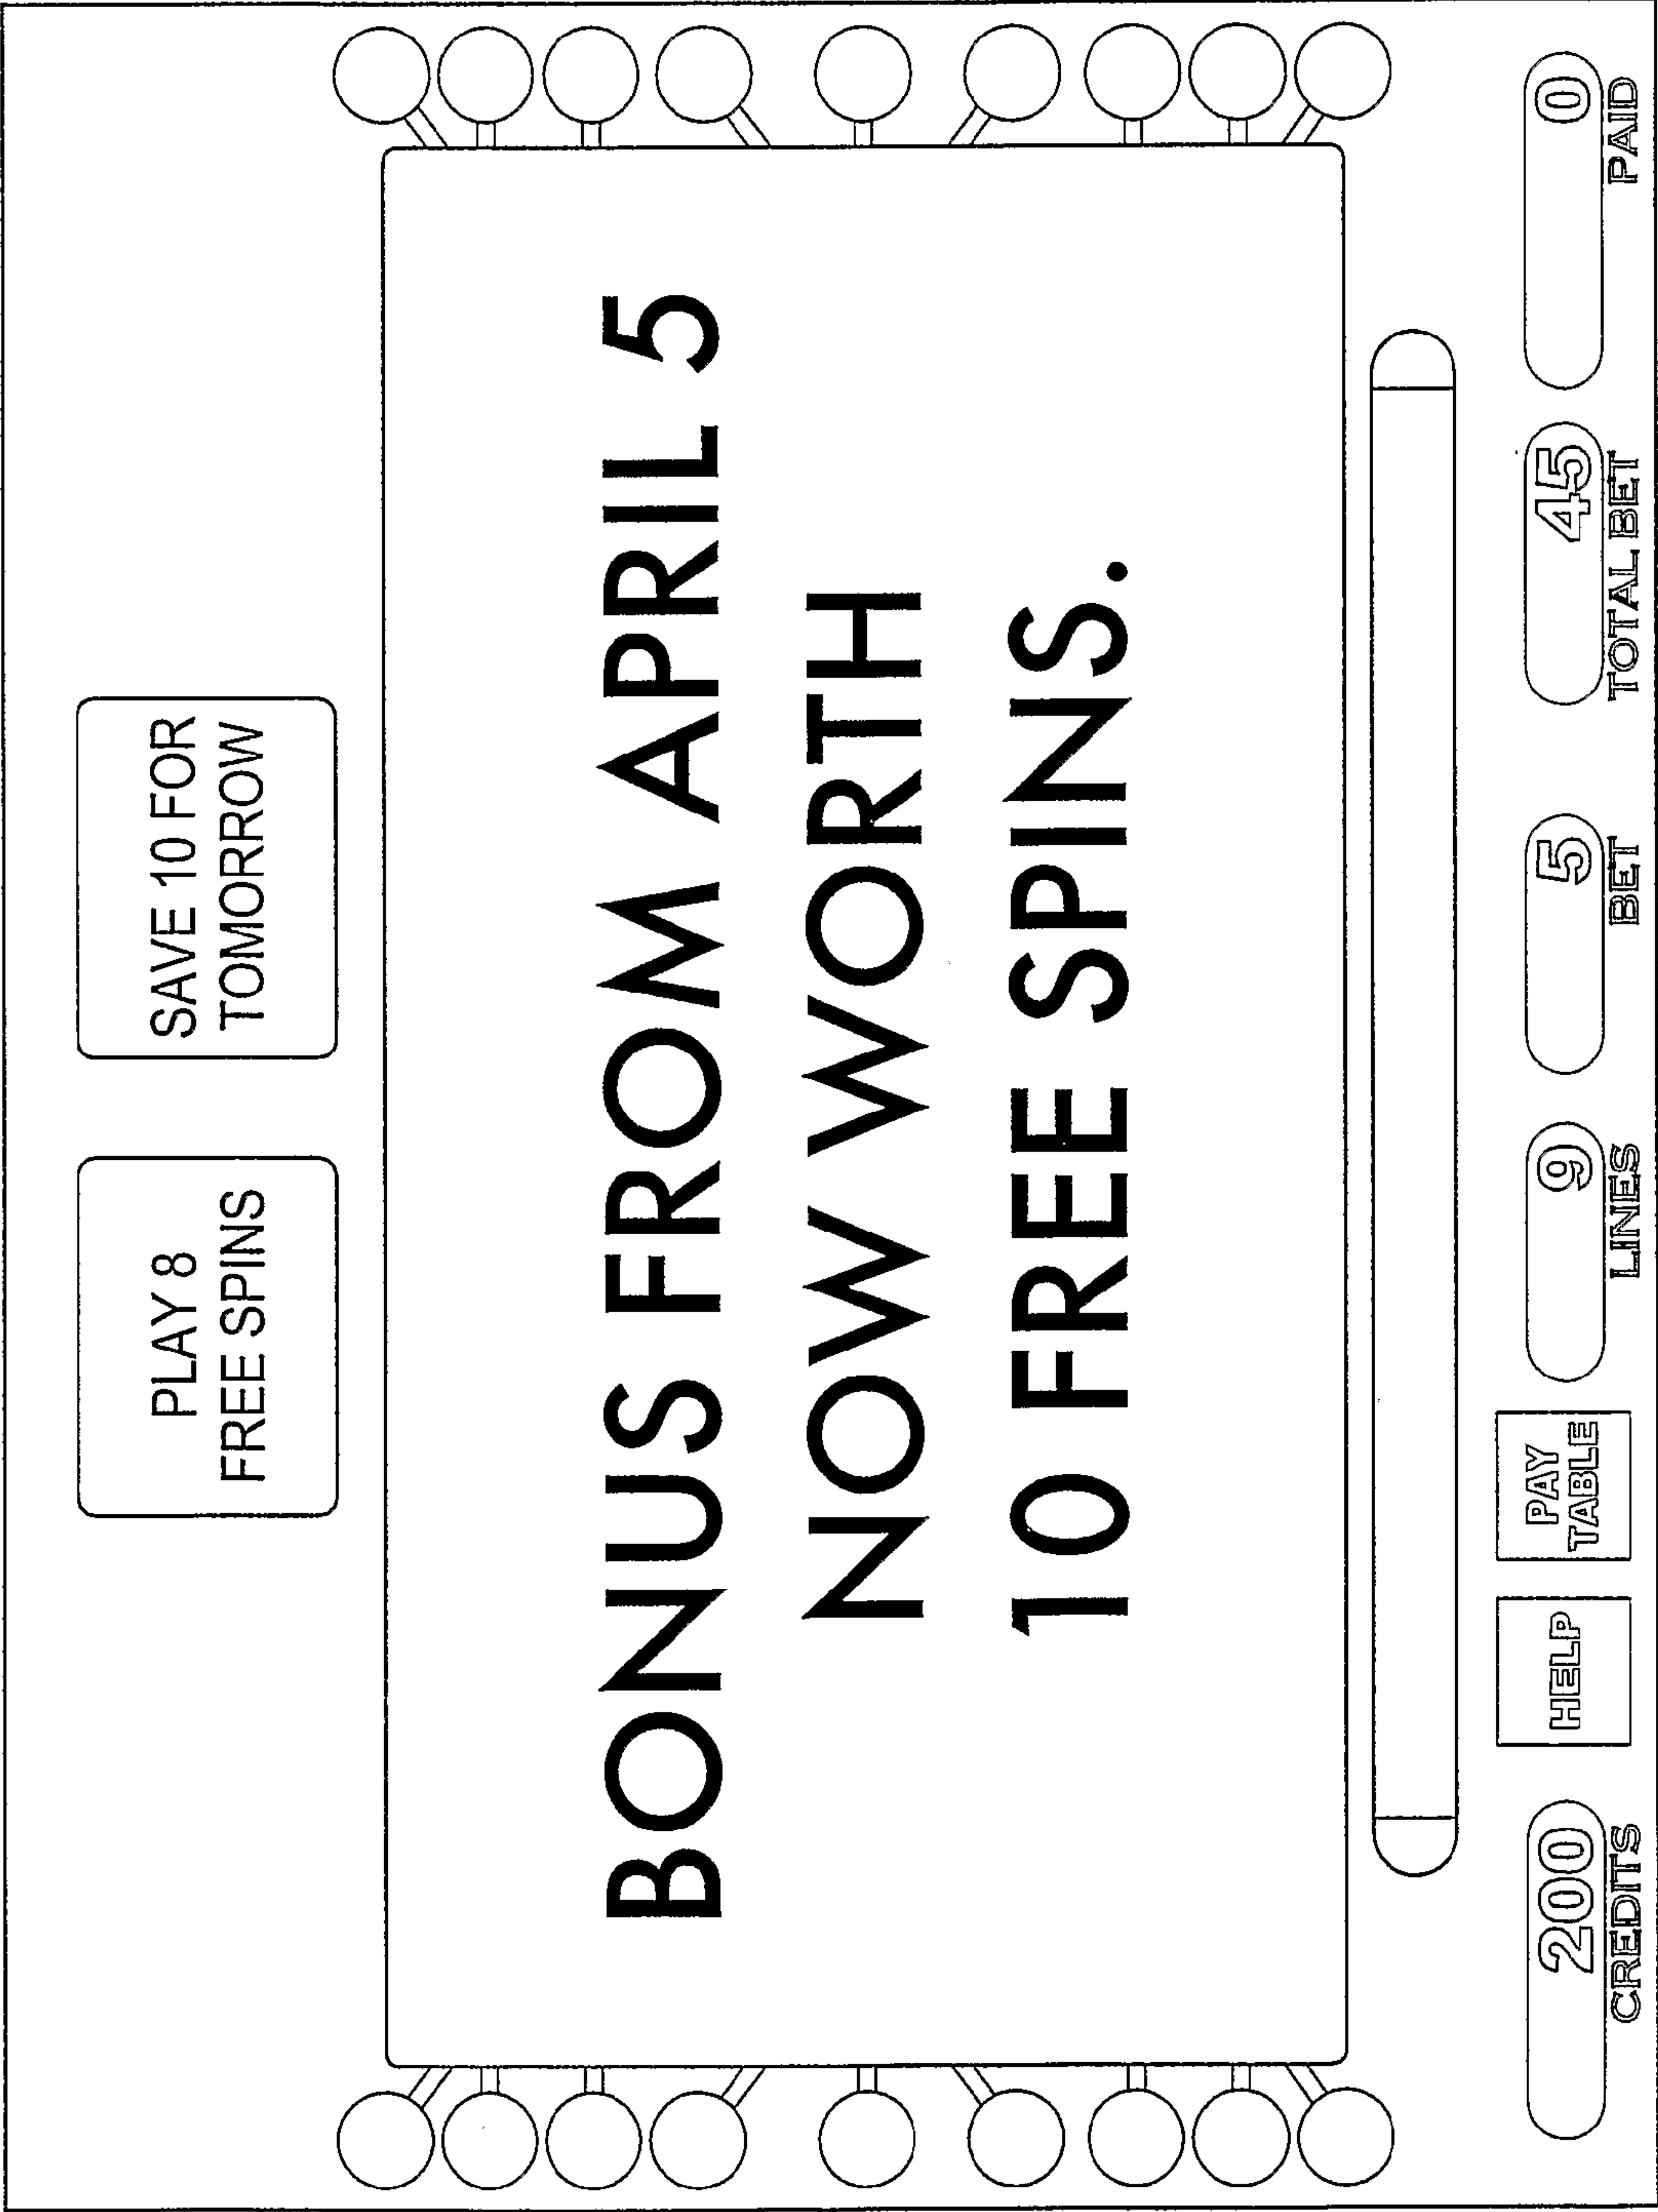 PLAY 8
FREE SPINS
SAVE 10 FOR
TOMORROW
BONUS FROM APRIL 5
NOW WORTH
10 FREE SPINS.
200
CREDITS
HELP
PAY
TABLE
9
LINES
5
BET
45
TOTAL BET
0
PAID